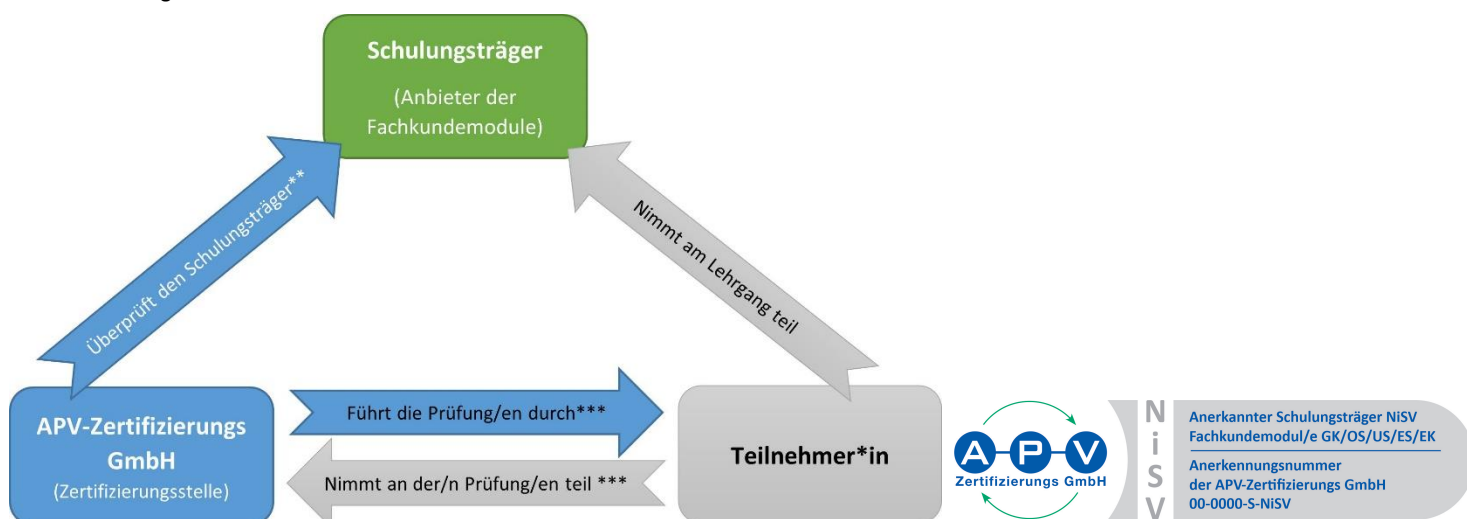 Schulungsträger
(Anbieter der
Fachkundemodule)
Überprüft den Schulungsträger**
Nimmt am Lehrgang teil
APV-Zertifizierungs
GmbH
(Zertifizierungsstelle)
Führt die Prüfung/en durch***
Nimmt an der/n Prüfung/en teil ***
Teilnehmer*in
A-P-V
Zertifizierungs GmbH
NiSV
Anerkannter Schulungsträger NiSV
Fachkundemodul/e GK/OS/US/ES/EK
Anerkennungsnummer
der APV-Zertifizierungs GmbH
00-0000-S-NiSV